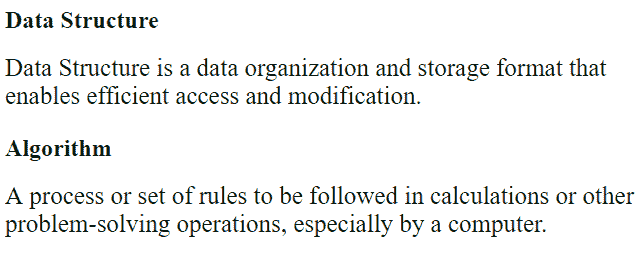 Data Structure
Data Structure is a data organization and storage format that
enables efficient access and modification.
Algorithm
A process or set of rules to be followed in calculations or other
problem-solving operations, especially by a computer.